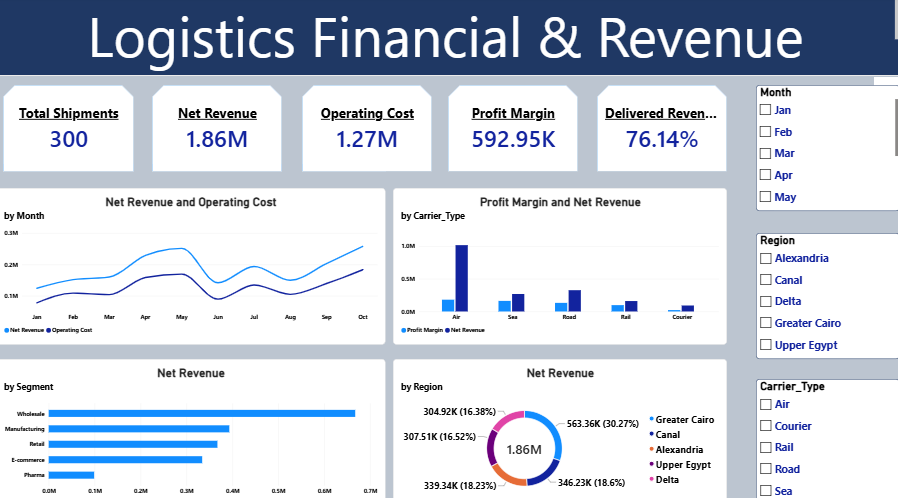 Logistics Financial & Revenue
Total Shipments
300
Net Revenue
1.86M
Operating Cost
1.27M
Profit Margin
592.95K
Delivered Reven...
76.14%
Month
Jan
Feb
Mar
Apr
May
Net Revenue and Operating Cost
by Month
0.3M
0.2M
0.1M
Jan Feb Mar Apr May Jun Jul Aug Sep Oct
Net Revenue Operating Cost
Profit Margin and Net Revenue
by Carrier_Type
1.0M
0.5M
0.0M
Air Sea Road Rail Courier
Profit Margin Net Revenue
Region
Alexandria
Canal
Delta
Greater Cairo
Upper Egypt
Net Revenue
by Segment
Wholesale
Manufacturing
Retail
E-commerce
Pharma
0.0M 0.1M 0.2M 0.3M 0.4M 0.5M 0.6M 0.7M
Net Revenue
by Region
304.92K (16.38%)
563.36K (30.27%)
307.51K (16.52%)
1.86M
339.34K (18.23%)
346.23K (18.6%)
Greater Cairo
Canal
Alexandria
Upper Egypt
Delta
Carrier_Type
Air
Courier
Rail
Road
Sea